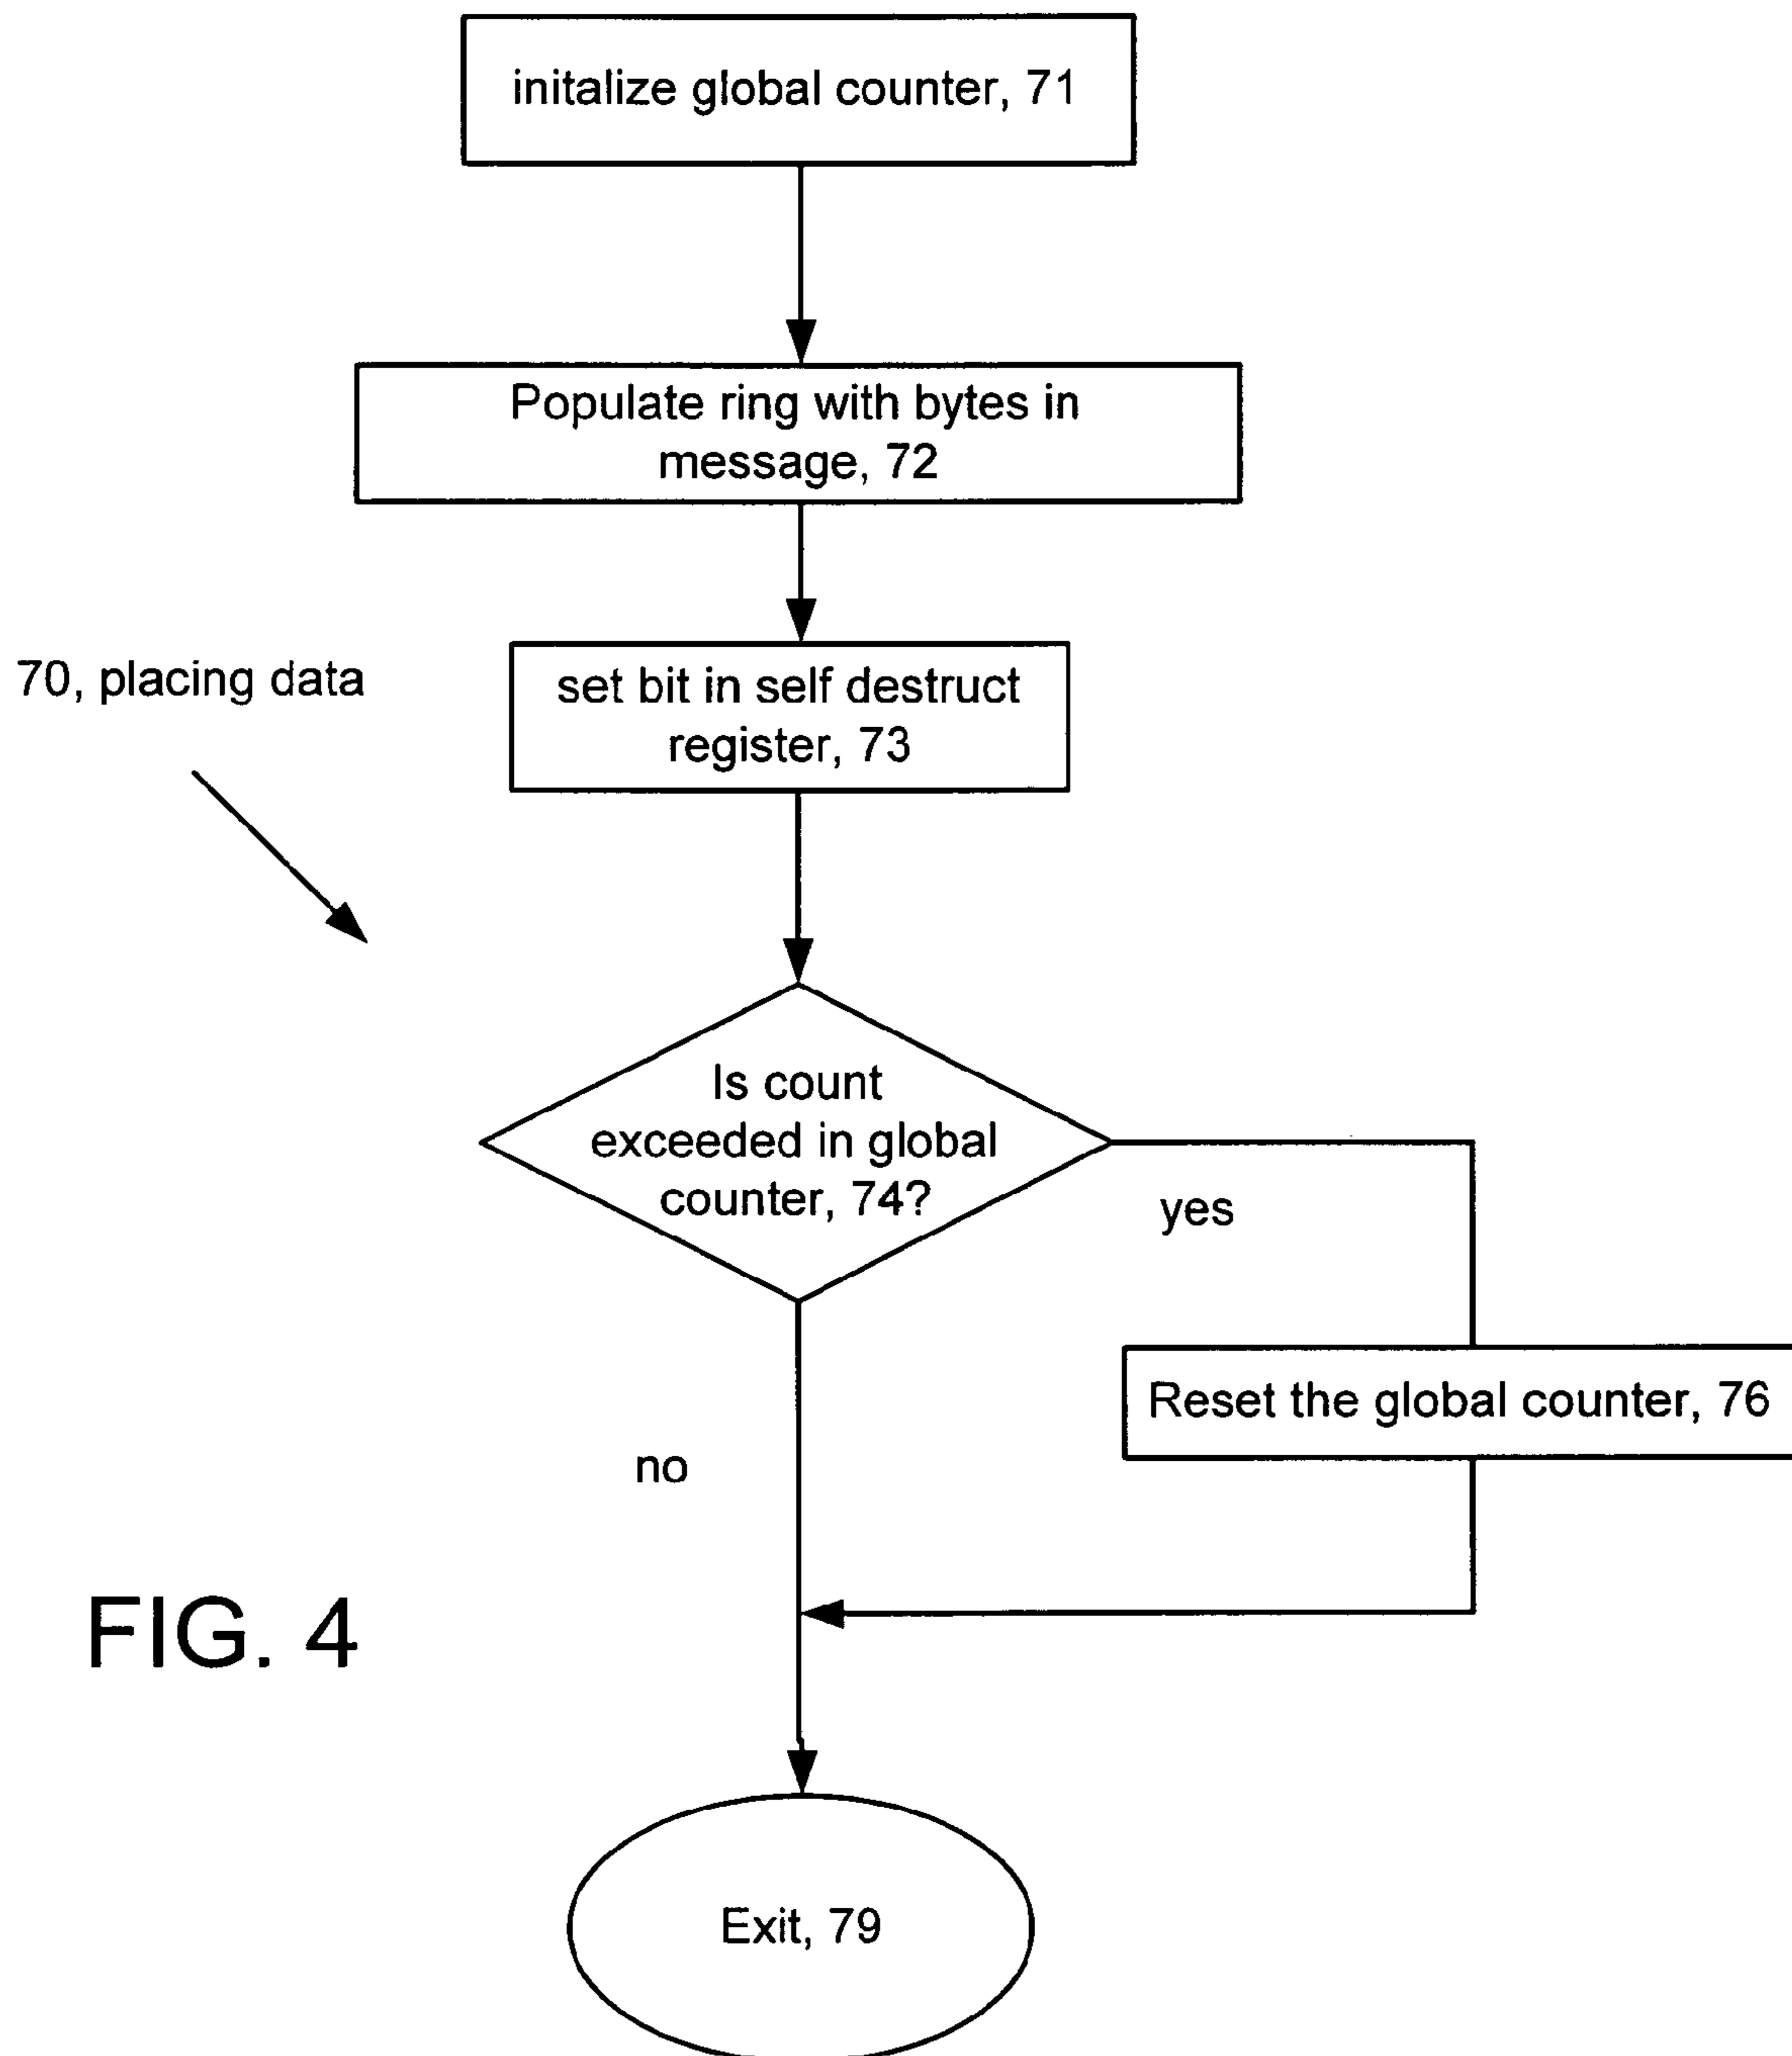 initalize global counter, 71
Populate ring with bytes in
message, 72
70, placing data
set bit in self destruct
register, 73
Is count
exceeded in global
counter, 74?
yes
Reset the global counter, 76
no
FIG. 4
Exit, 79